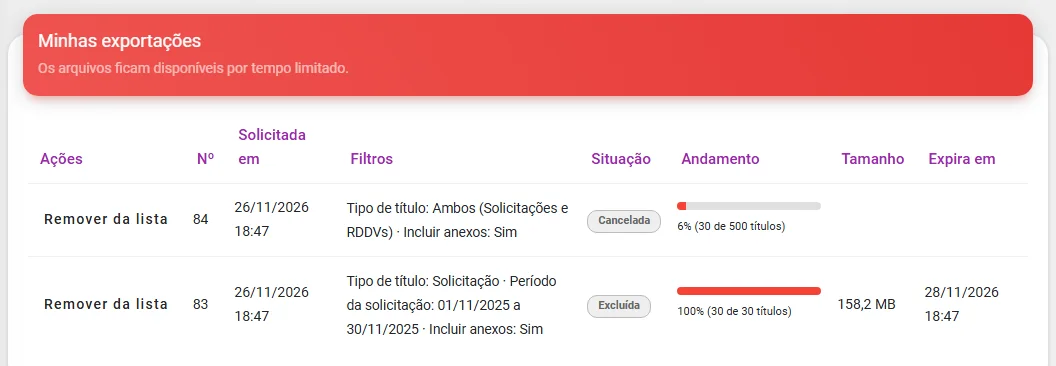 Minhas exportações
Os arquivos ficam disponíveis por tempo limitado.
Ações
Nº
Solicitada
em
Filtros
Situação
Andamento
Tamanho
Expira em
Remover da lista
84
26/11/2026
18:47
Tipo de título: Ambos (Solicitações e
RDDVs) · Incluir anexos: Sim
Cancelada
6% (30 de 500 títulos)
Remover da lista
83
26/11/2026
18:47
Tipo de título: Solicitação · Período
da solicitação: 01/11/2025 a
30/11/2025 · Incluir anexos: Sim
Excluída
100% (30 de 30 títulos)
158,2 MB
28/11/2026
18:47